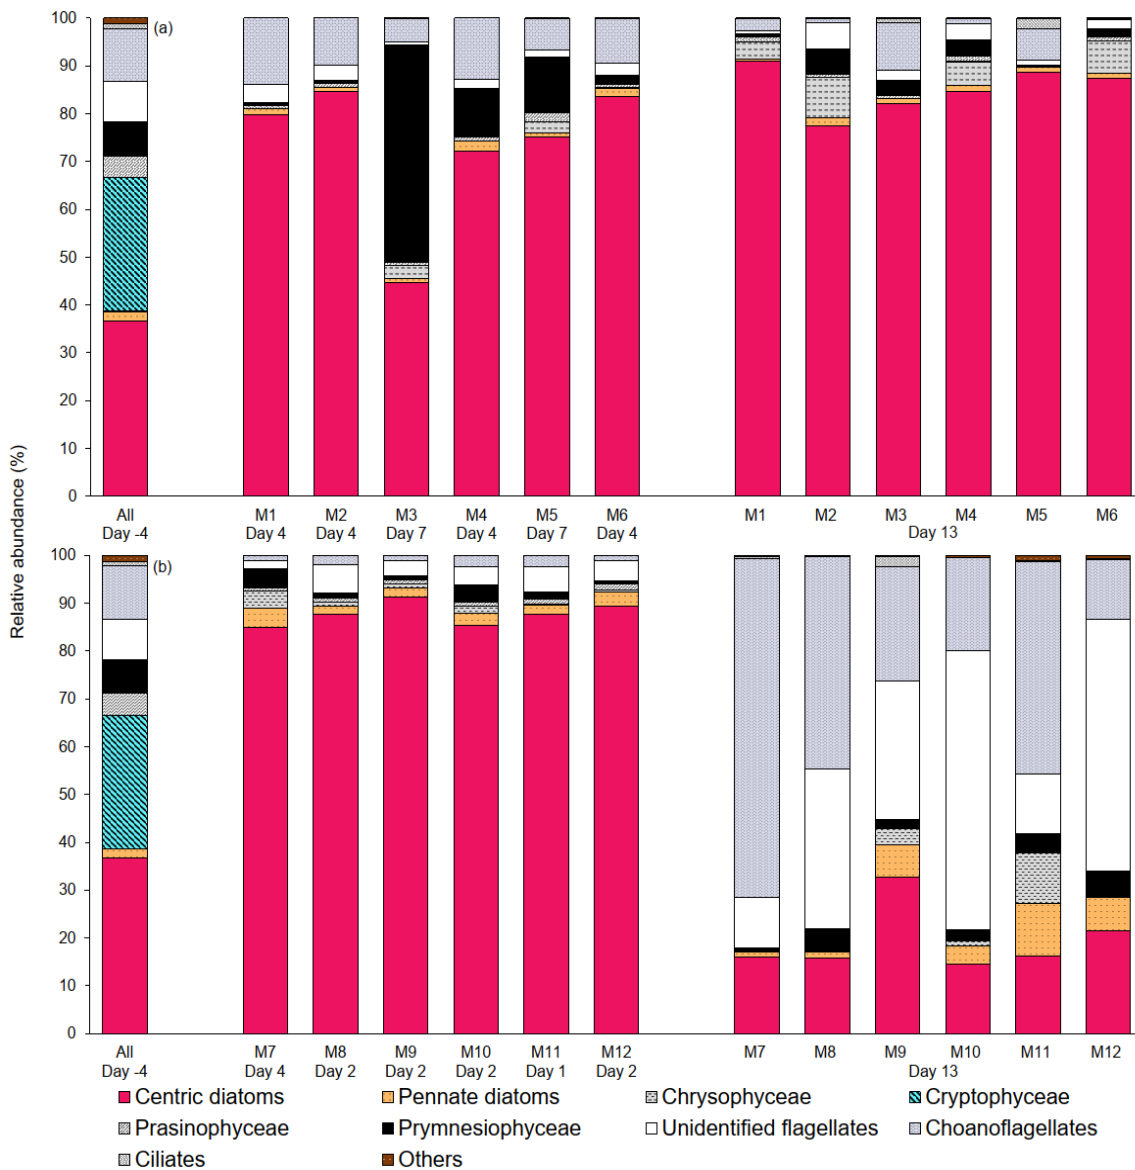 (a)
100
90
80
70
60
50
40
30
20
10
0
All M1 M2 M3 M4 M5 M6 M1 M2 M3 M4 M5 M6
Day -4 Day 4 Day 4 Day 7 Day 4 Day 7 Day 4 Day 13
Relative abundance (%)
(b)
100
90
80
70
60
50
40
30
20
10
0
All M7 M8 M9 M10 M11 M12 M7 M8 M9 M10 M11 M12
Day -4 Day 4 Day 2 Day 2 Day 2 Day 1 Day 2 Day 13
Centric diatoms Pennate diatoms Chrysophyceae Cryptophyceae
Prasinophyceae Prymnesiophyceae Unidentified flagellates Choanoflagellates
Ciliates Others